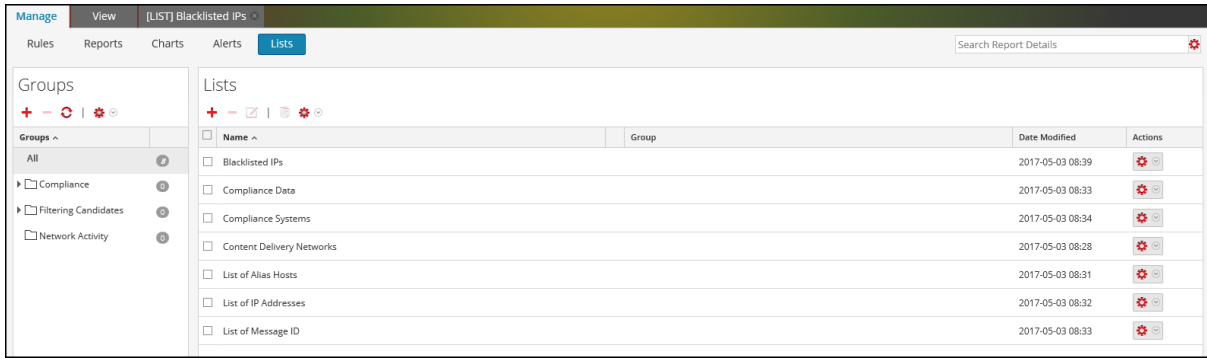 Manage View [LIST] Blacklisted IPs
Rules Reports Charts Alerts Lists Search Report Details
Groups Lists
Groups Name Group Date Modified Actions
All Blacklisted IPs 2017-05-03 08:39
Compliance 0 Compliance Data 2017-05-03 08:33
Filtering Candidates 0 Compliance Systems 2017-05-03 08:34
Network Activity 0 Content Delivery Networks 2017-05-03 08:28
List of Alias Hosts 2017-05-03 08:31
List of IP Addresses 2017-05-03 08:32
List of Message ID 2017-05-03 08:33